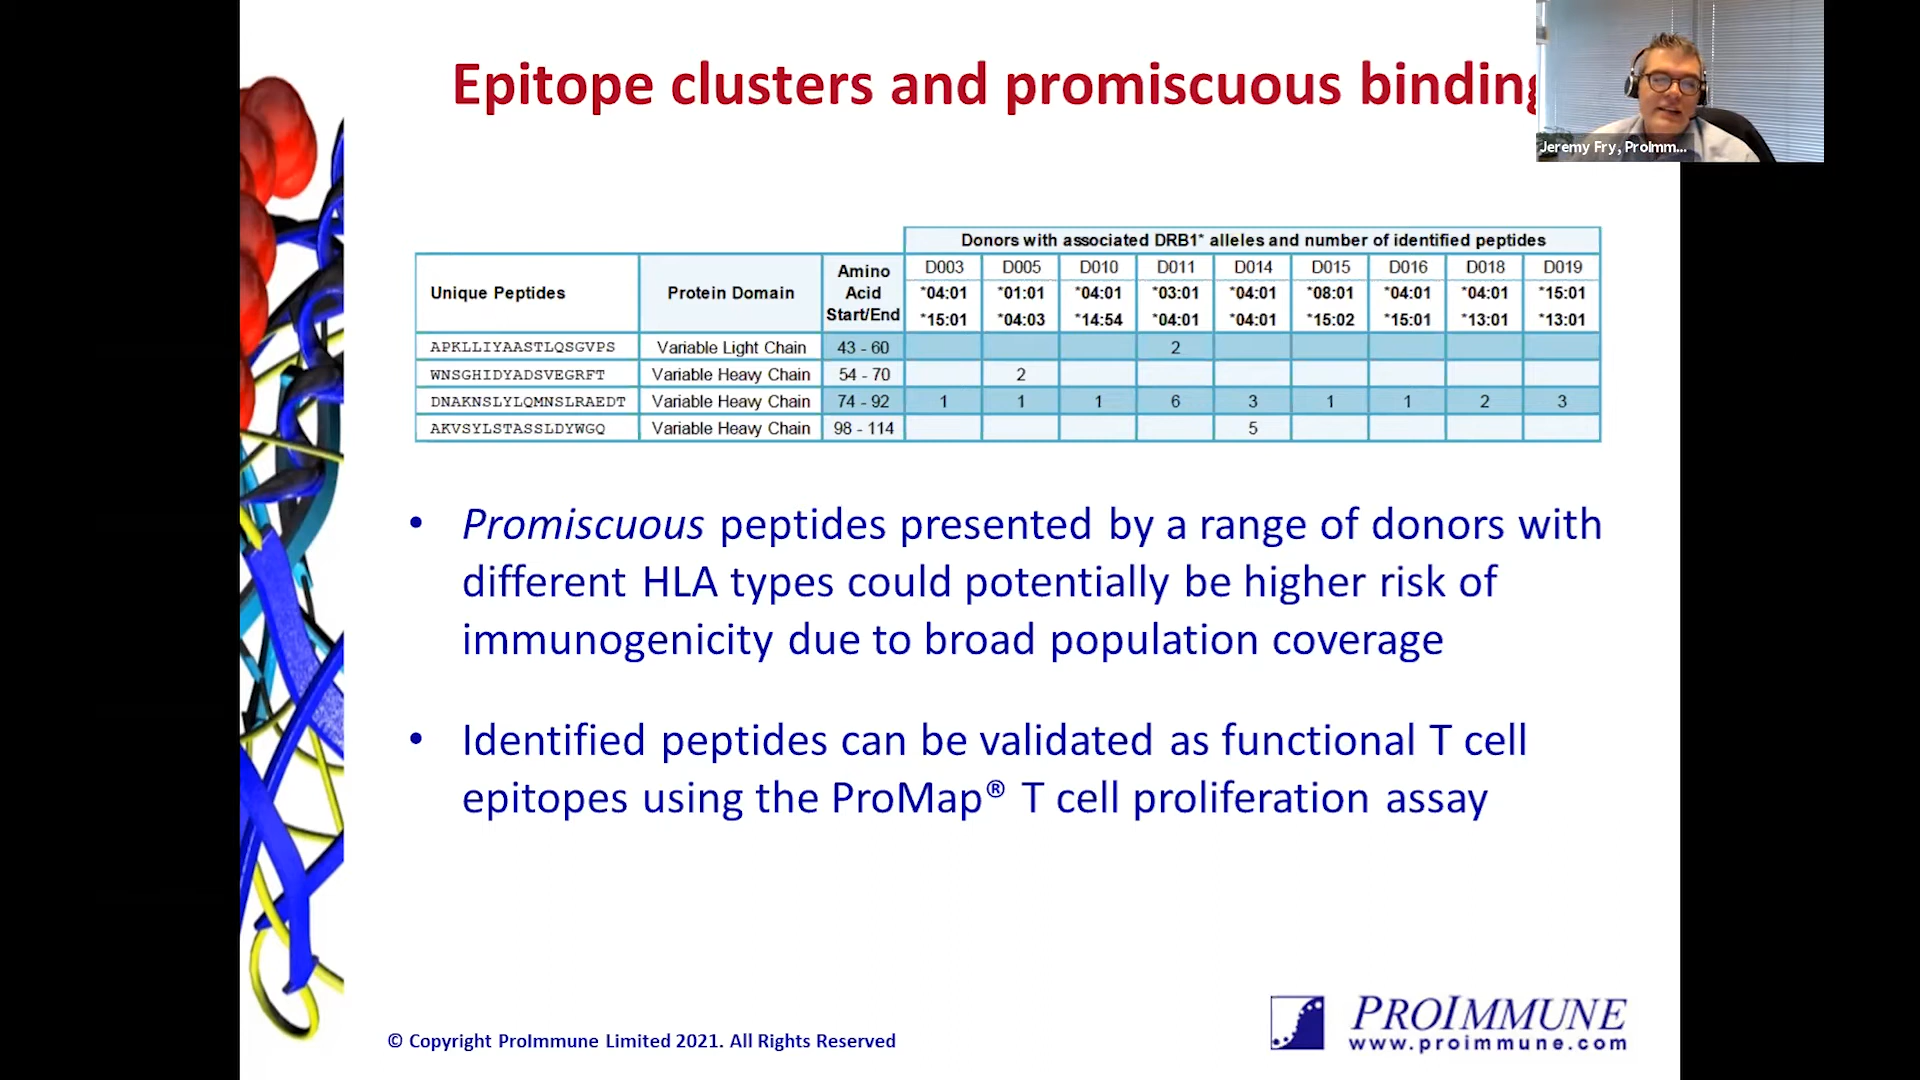 Epitope clusters and promiscuous binding
Jeremy Fry, ProImm...
Donors with associated DRB1* alleles and number of identified peptides
Unique Peptides Protein Domain Amino Acid Start/End D003 D005 D010 D011 D014 D015 D016 D018 D019
*04:01 *01:01 *04:01 *03:01 *04:01 *08:01 *04:01 *04:01 *15:01
*15:01 *04:03 *14:54 *04:01 *04:01 *15:02 *15:01 *13:01 *13:01
APKLLIYAASTLQSGVPS Variable Light Chain 43 - 60 2
WNSGHIDYADSVEGRFT Variable Heavy Chain 54 - 70 2
DNAKNSLYLQMNSLRAEDT Variable Heavy Chain 74 - 92 1 1 1 6 3 1 1 2 3
AKVSYLSTASSLDYWGQ Variable Heavy Chain 98 - 114 5
• Promiscuous peptides presented by a range of donors with
different HLA types could potentially be higher risk of
immunogenicity due to broad population coverage
• Identified peptides can be validated as functional T cell
epitopes using the ProMap® T cell proliferation assay
© Copyright ProImmune Limited 2021. All Rights Reserved
PROIMMUNE
www.proimmune.com